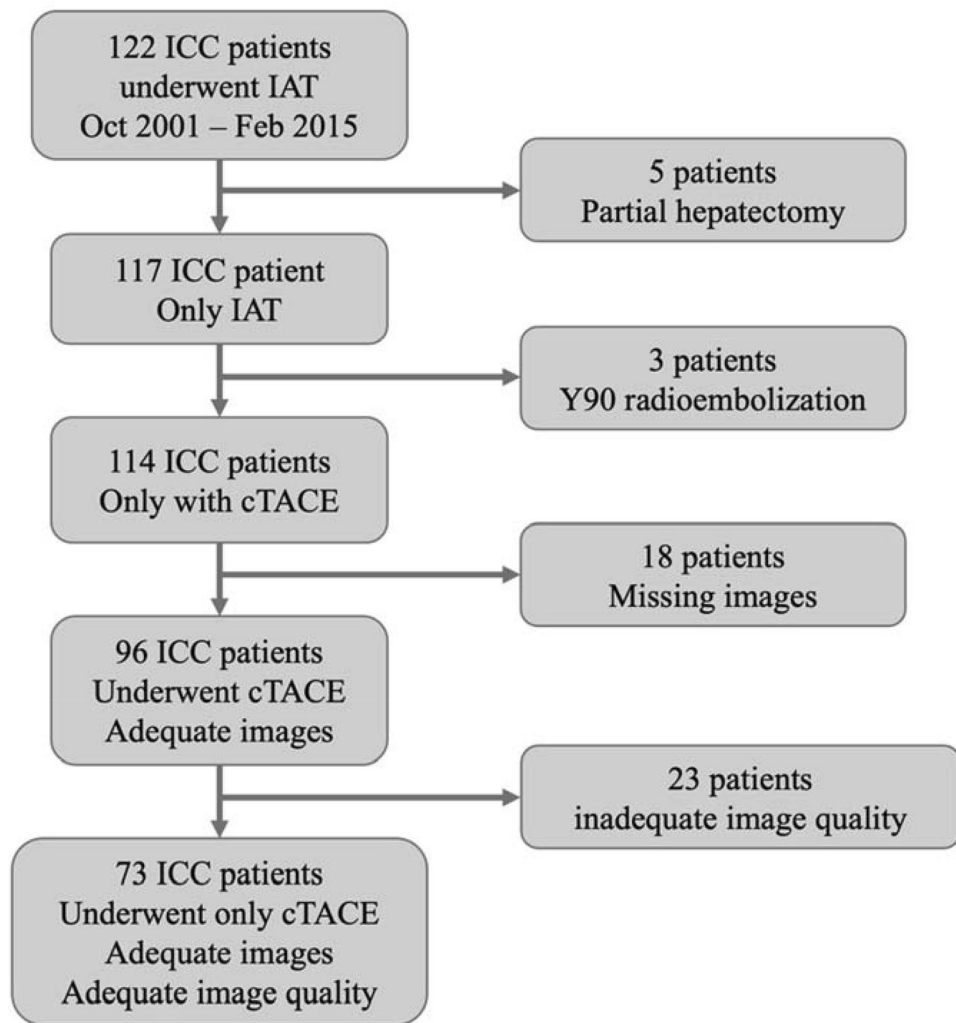 122 ICC patients
underwent IAT
Oct 2001 – Feb 2015
5 patients
Partial hepatectomy
117 ICC patient
Only IAT
3 patients
Y90 radioembolization
114 ICC patients
Only with cTACE
18 patients
Missing images
96 ICC patients
Underwent cTACE
Adequate images
23 patients
inadequate image quality
73 ICC patients
Underwent only cTACE
Adequate images
Adequate image quality